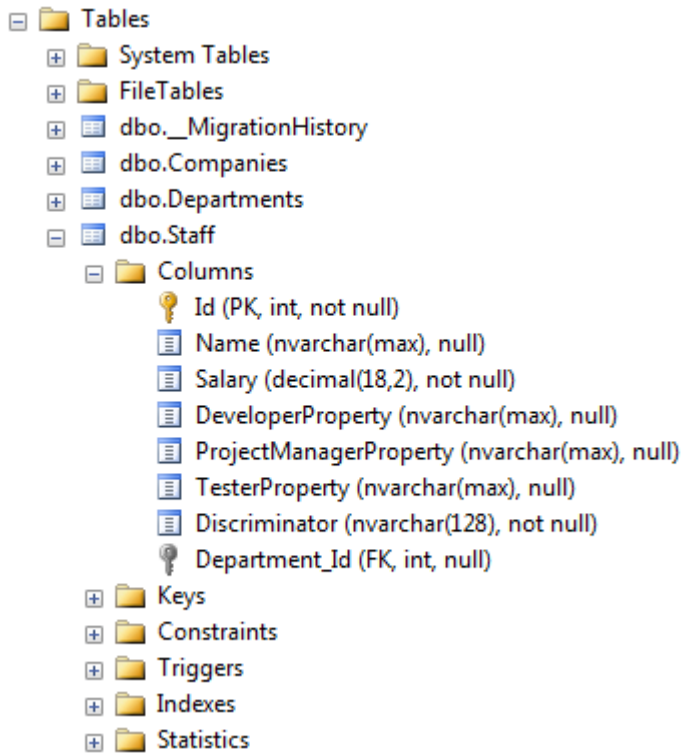 Tables
System Tables
FileTables
dbo.__MigrationHistory
dbo.Companies
dbo.Departments
dbo.Staff
Columns
Id (PK, int, not null)
Name (nvarchar(max), null)
Salary (decimal(18,2), not null)
DeveloperProperty (nvarchar(max), null)
ProjectManagerProperty (nvarchar(max), null)
TesterProperty (nvarchar(max), null)
Discriminator (nvarchar(128), not null)
Department_Id (FK, int, null)
Keys
Constraints
Triggers
Indexes
Statistics